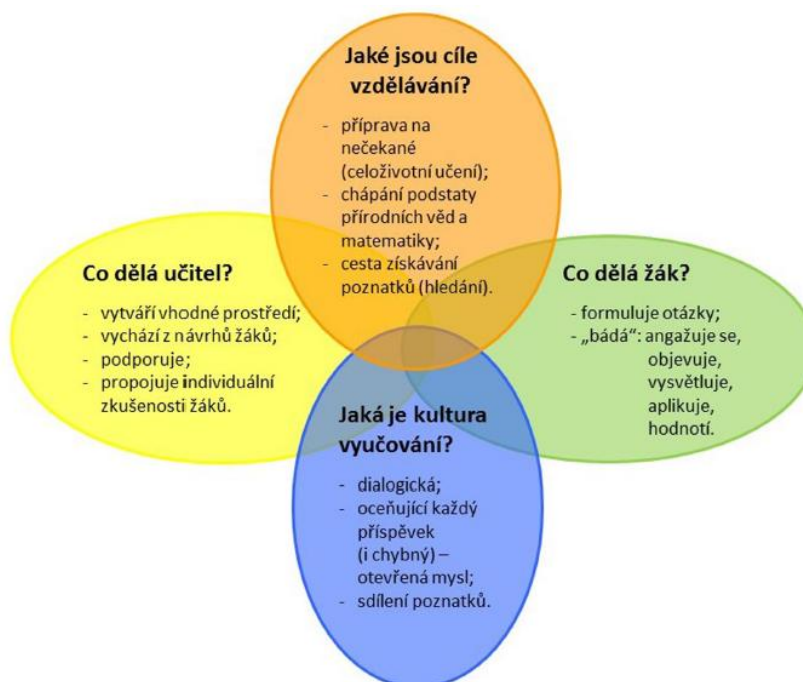 Jaké jsou cíle
vzdělávání?
- příprava na
nečekané
(celoživotní učení);
- chápání podstaty
přírodních věd a
matematiky;
- cesta získávání
poznatků (hledání).
Co dělá učitel?
- vytváří vhodné prostředí;
- vychází z návrhů žáků;
- podporuje;
- propojuje individuální
zkušenosti žáků.
Co dělá žák?
- formuluje otázky;
- „bádá“: angažuje se,
objevuje,
vysvětluje,
aplikuje,
hodnotí.
Jaká je kultura
vyučování?
- dialogická;
- oceňující každý
příspěvek
(i chybný) –
otevřená mysl;
- sdílení poznatků.